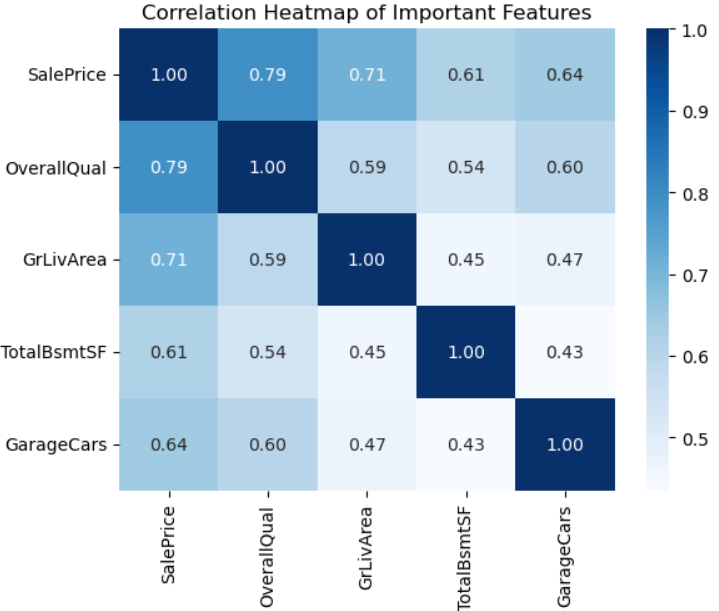 Correlation Heatmap of Important Features
SalePrice 1.00 0.79 0.71 0.61 0.64
OverallQual 0.79 1.00 0.59 0.54 0.60
GrLivArea 0.71 0.59 1.00 0.45 0.47
TotalBsmtSF 0.61 0.54 0.45 1.00 0.43
GarageCars 0.64 0.60 0.47 0.43 1.00
SalePrice
OverallQual
GrLivArea
TotalBsmtSF
GarageCars
1.0
0.9
0.8
0.7
0.6
0.5